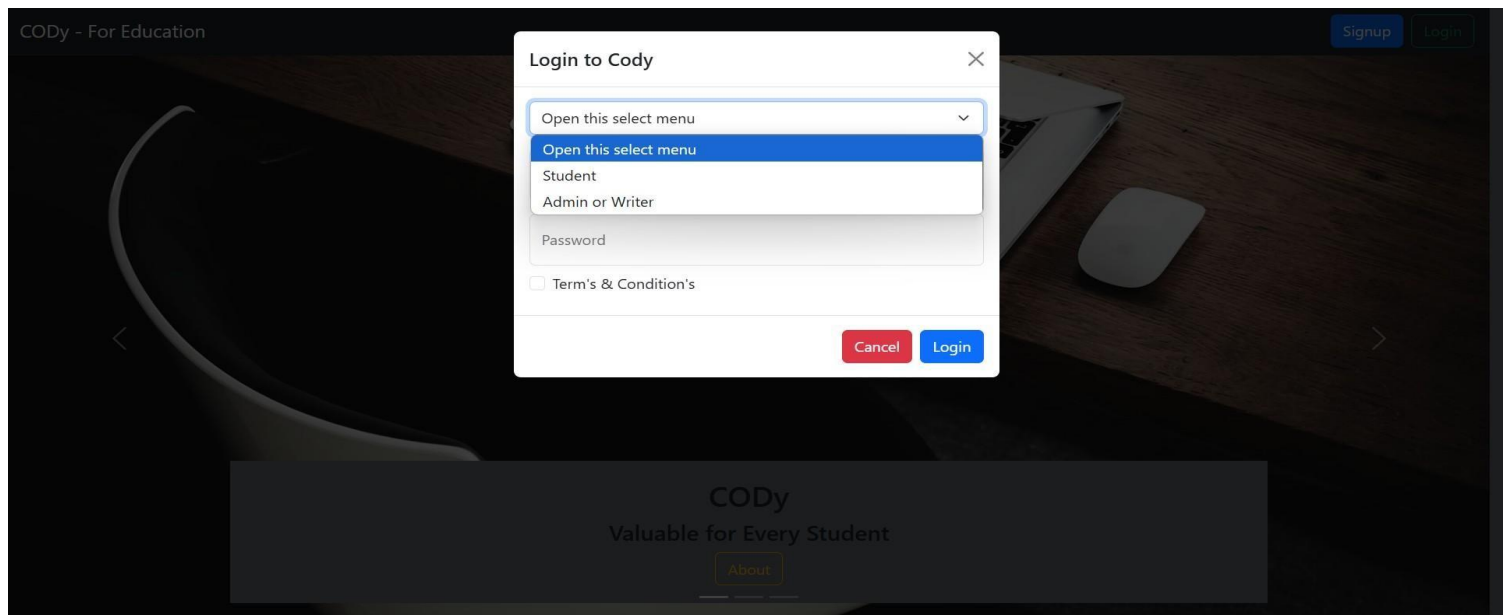 CODy - For Education
Signup
Login
Login to Cody
Open this select menu
Open this select menu
Student
Admin or Writer
Password
Term's & Condition's
Cancel
Login
CODy
Valuable for Every Student
About